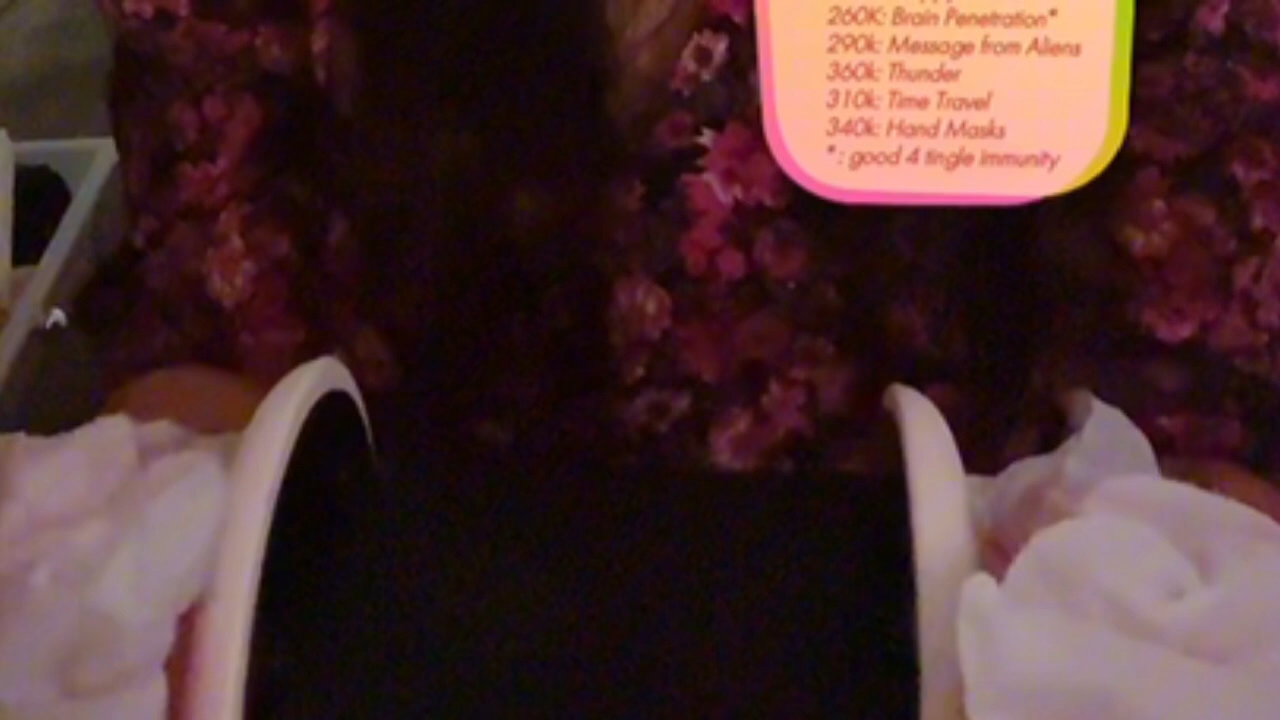 260K: Brain Penetration*
290k: Message from Aliens
360k: Thunder
310k: Time Travel
340k: Hand Masks
*: good 4 tingle immunity